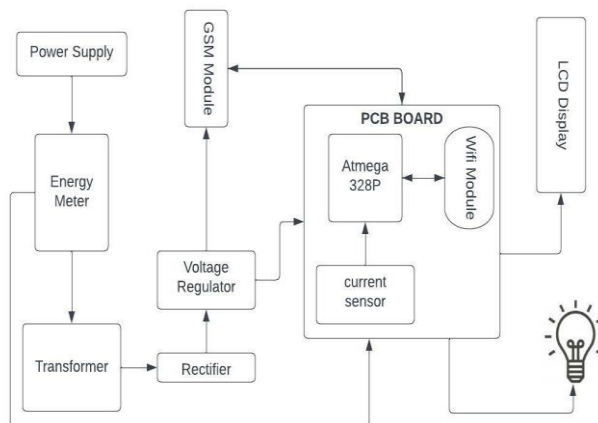 Power Supply
GSM Module
LCD Display
PCB BOARD
Atmega
328P
Wifi Module
Energy
Meter
Voltage
Regulator
current
sensor
Transformer
Rectifier